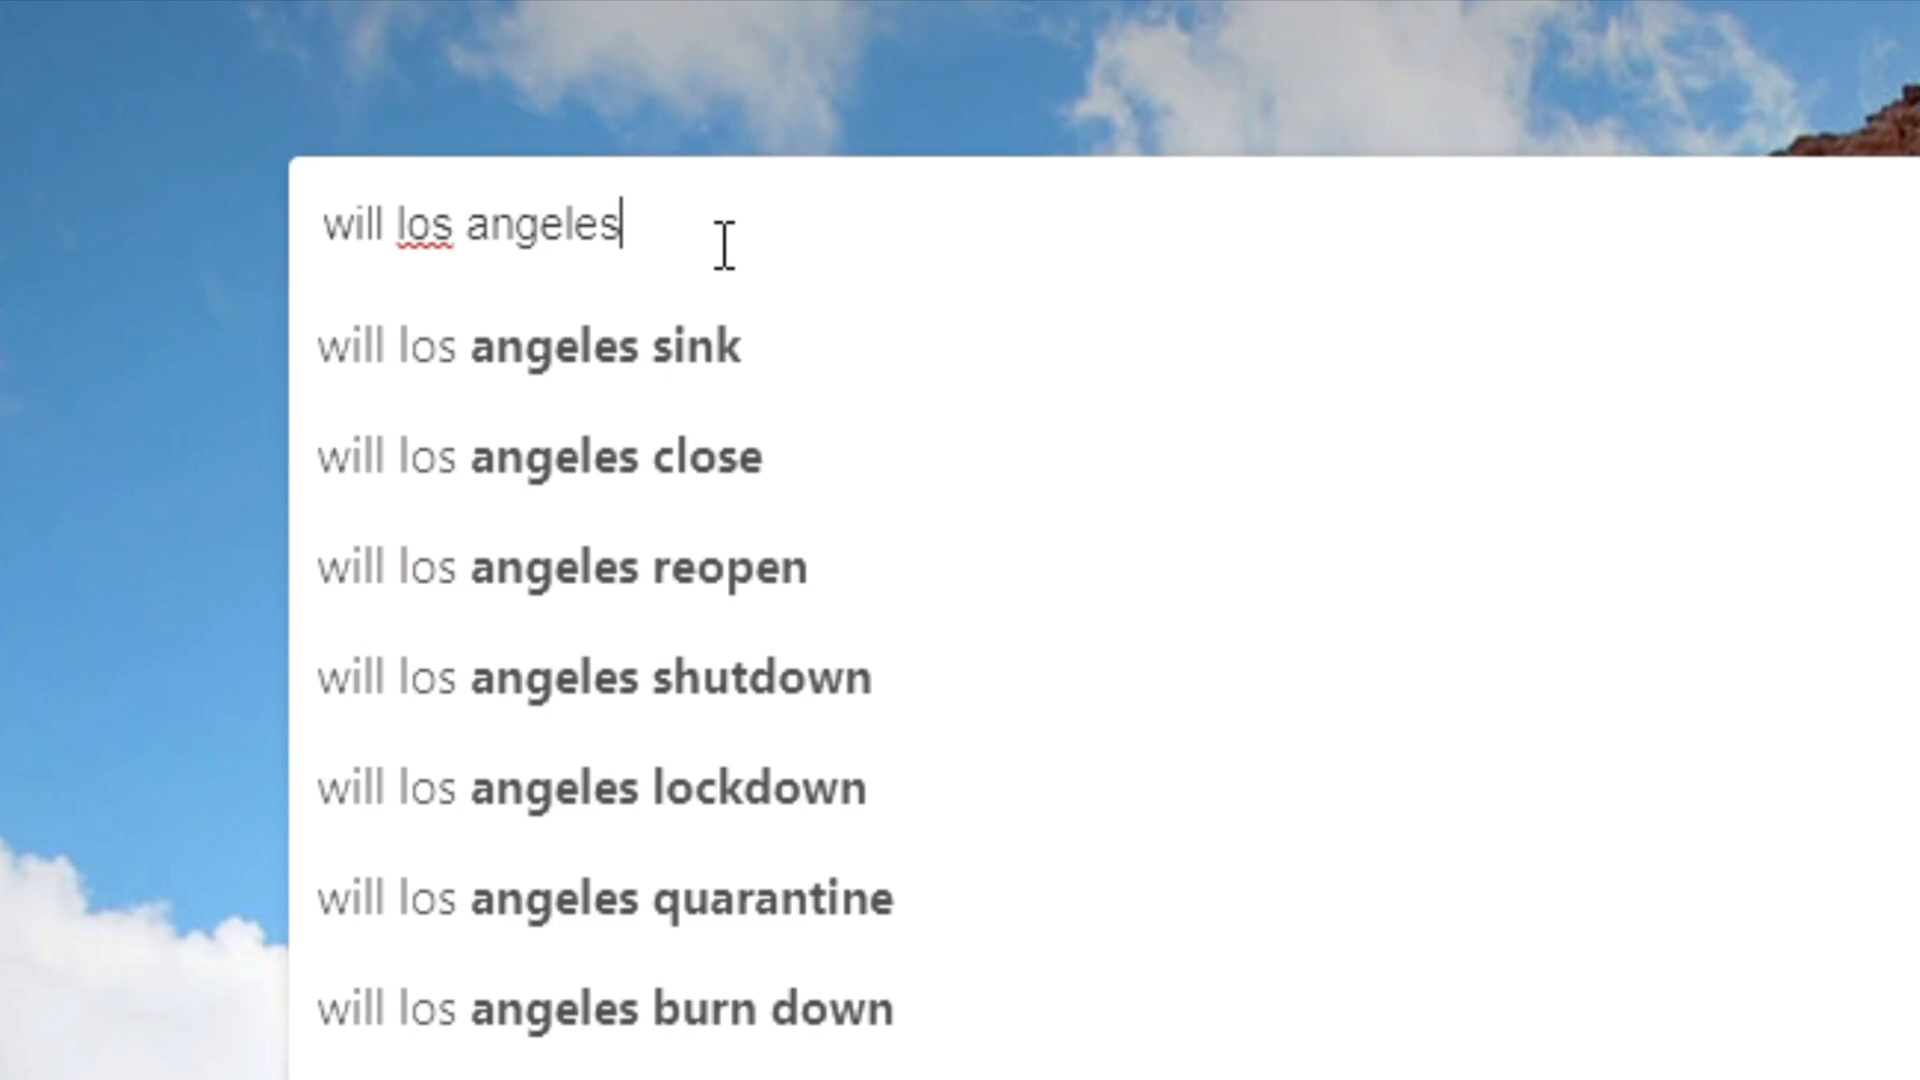 will los angeles
will los angeles sink
will los angeles close
will los angeles reopen
will los angeles shutdown
will los angeles lockdown
will los angeles quarantine
will los angeles burn down